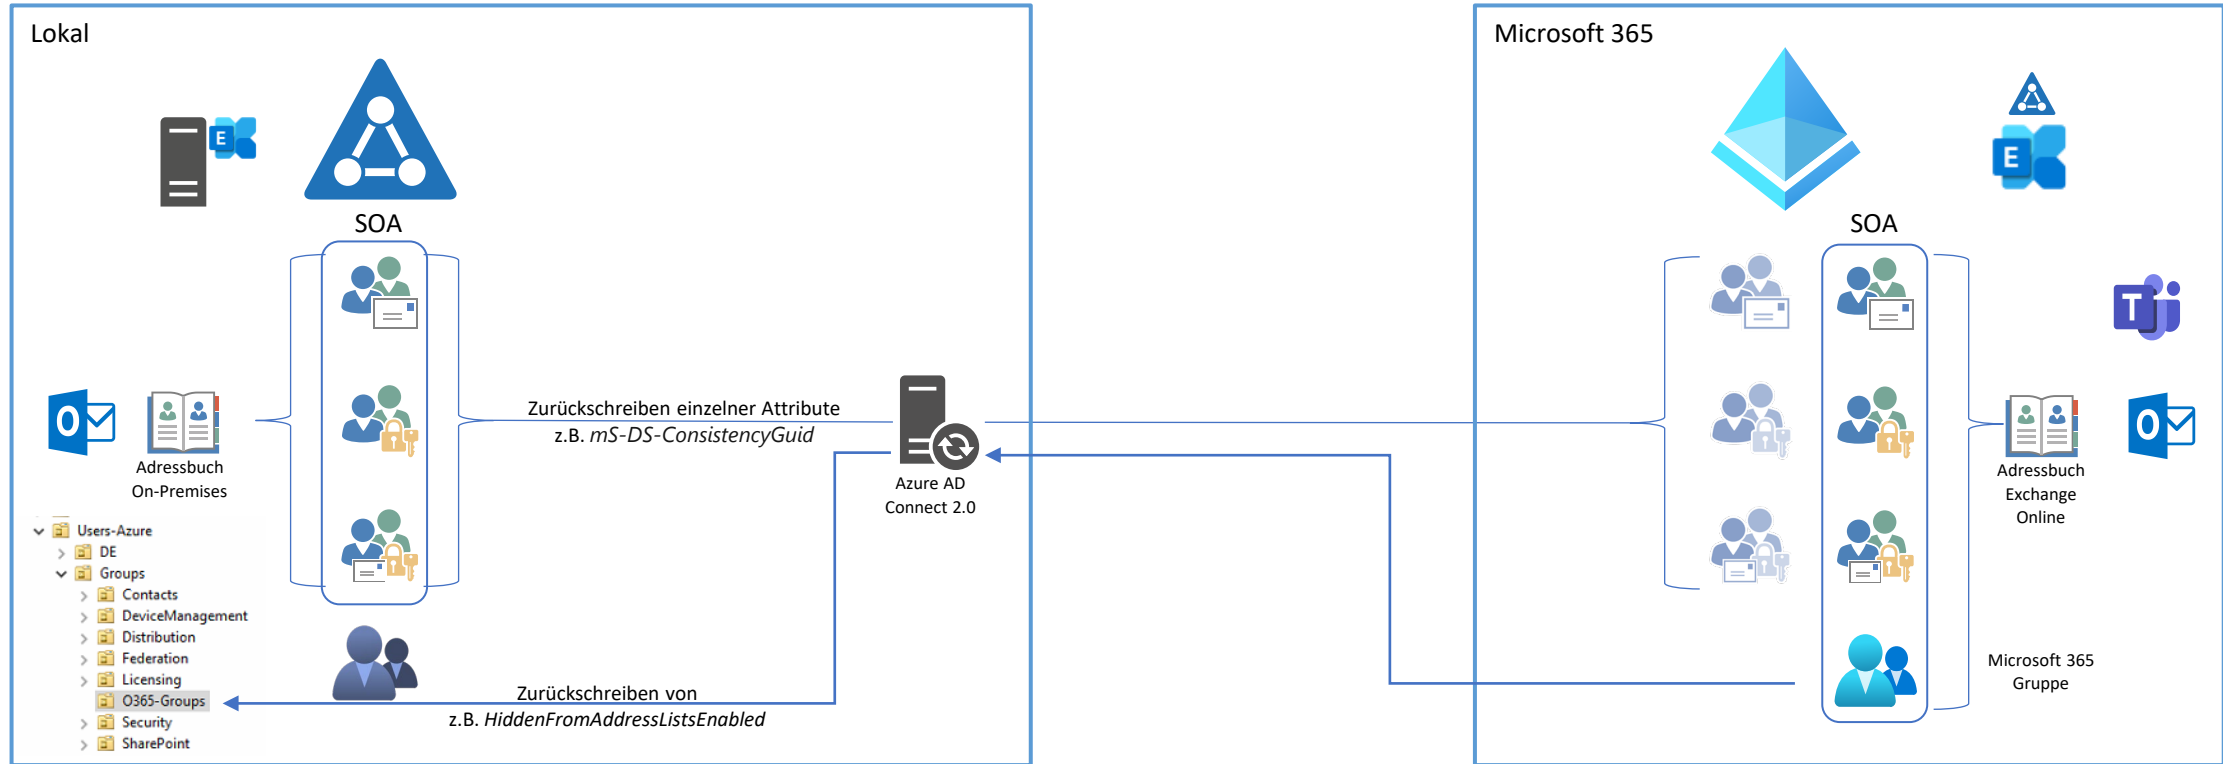 Lokal
SOA
Zurückschreiben einzelner Attribute
z.B. mS-DS-ConsistencyGuid
Adressbuch
On-Premises
Azure AD
Connect 2.0
Users-Azure
DE
Groups
Contacts
DeviceManagement
Distribution
Federation
Licensing
O365-Groups
Security
SharePoint
Zurückschreiben von
z.B. HiddenFromAddressListsEnabled
Microsoft 365
SOA
Adressbuch
Exchange
Online
Microsoft 365
Gruppe
E
O
E
T
O